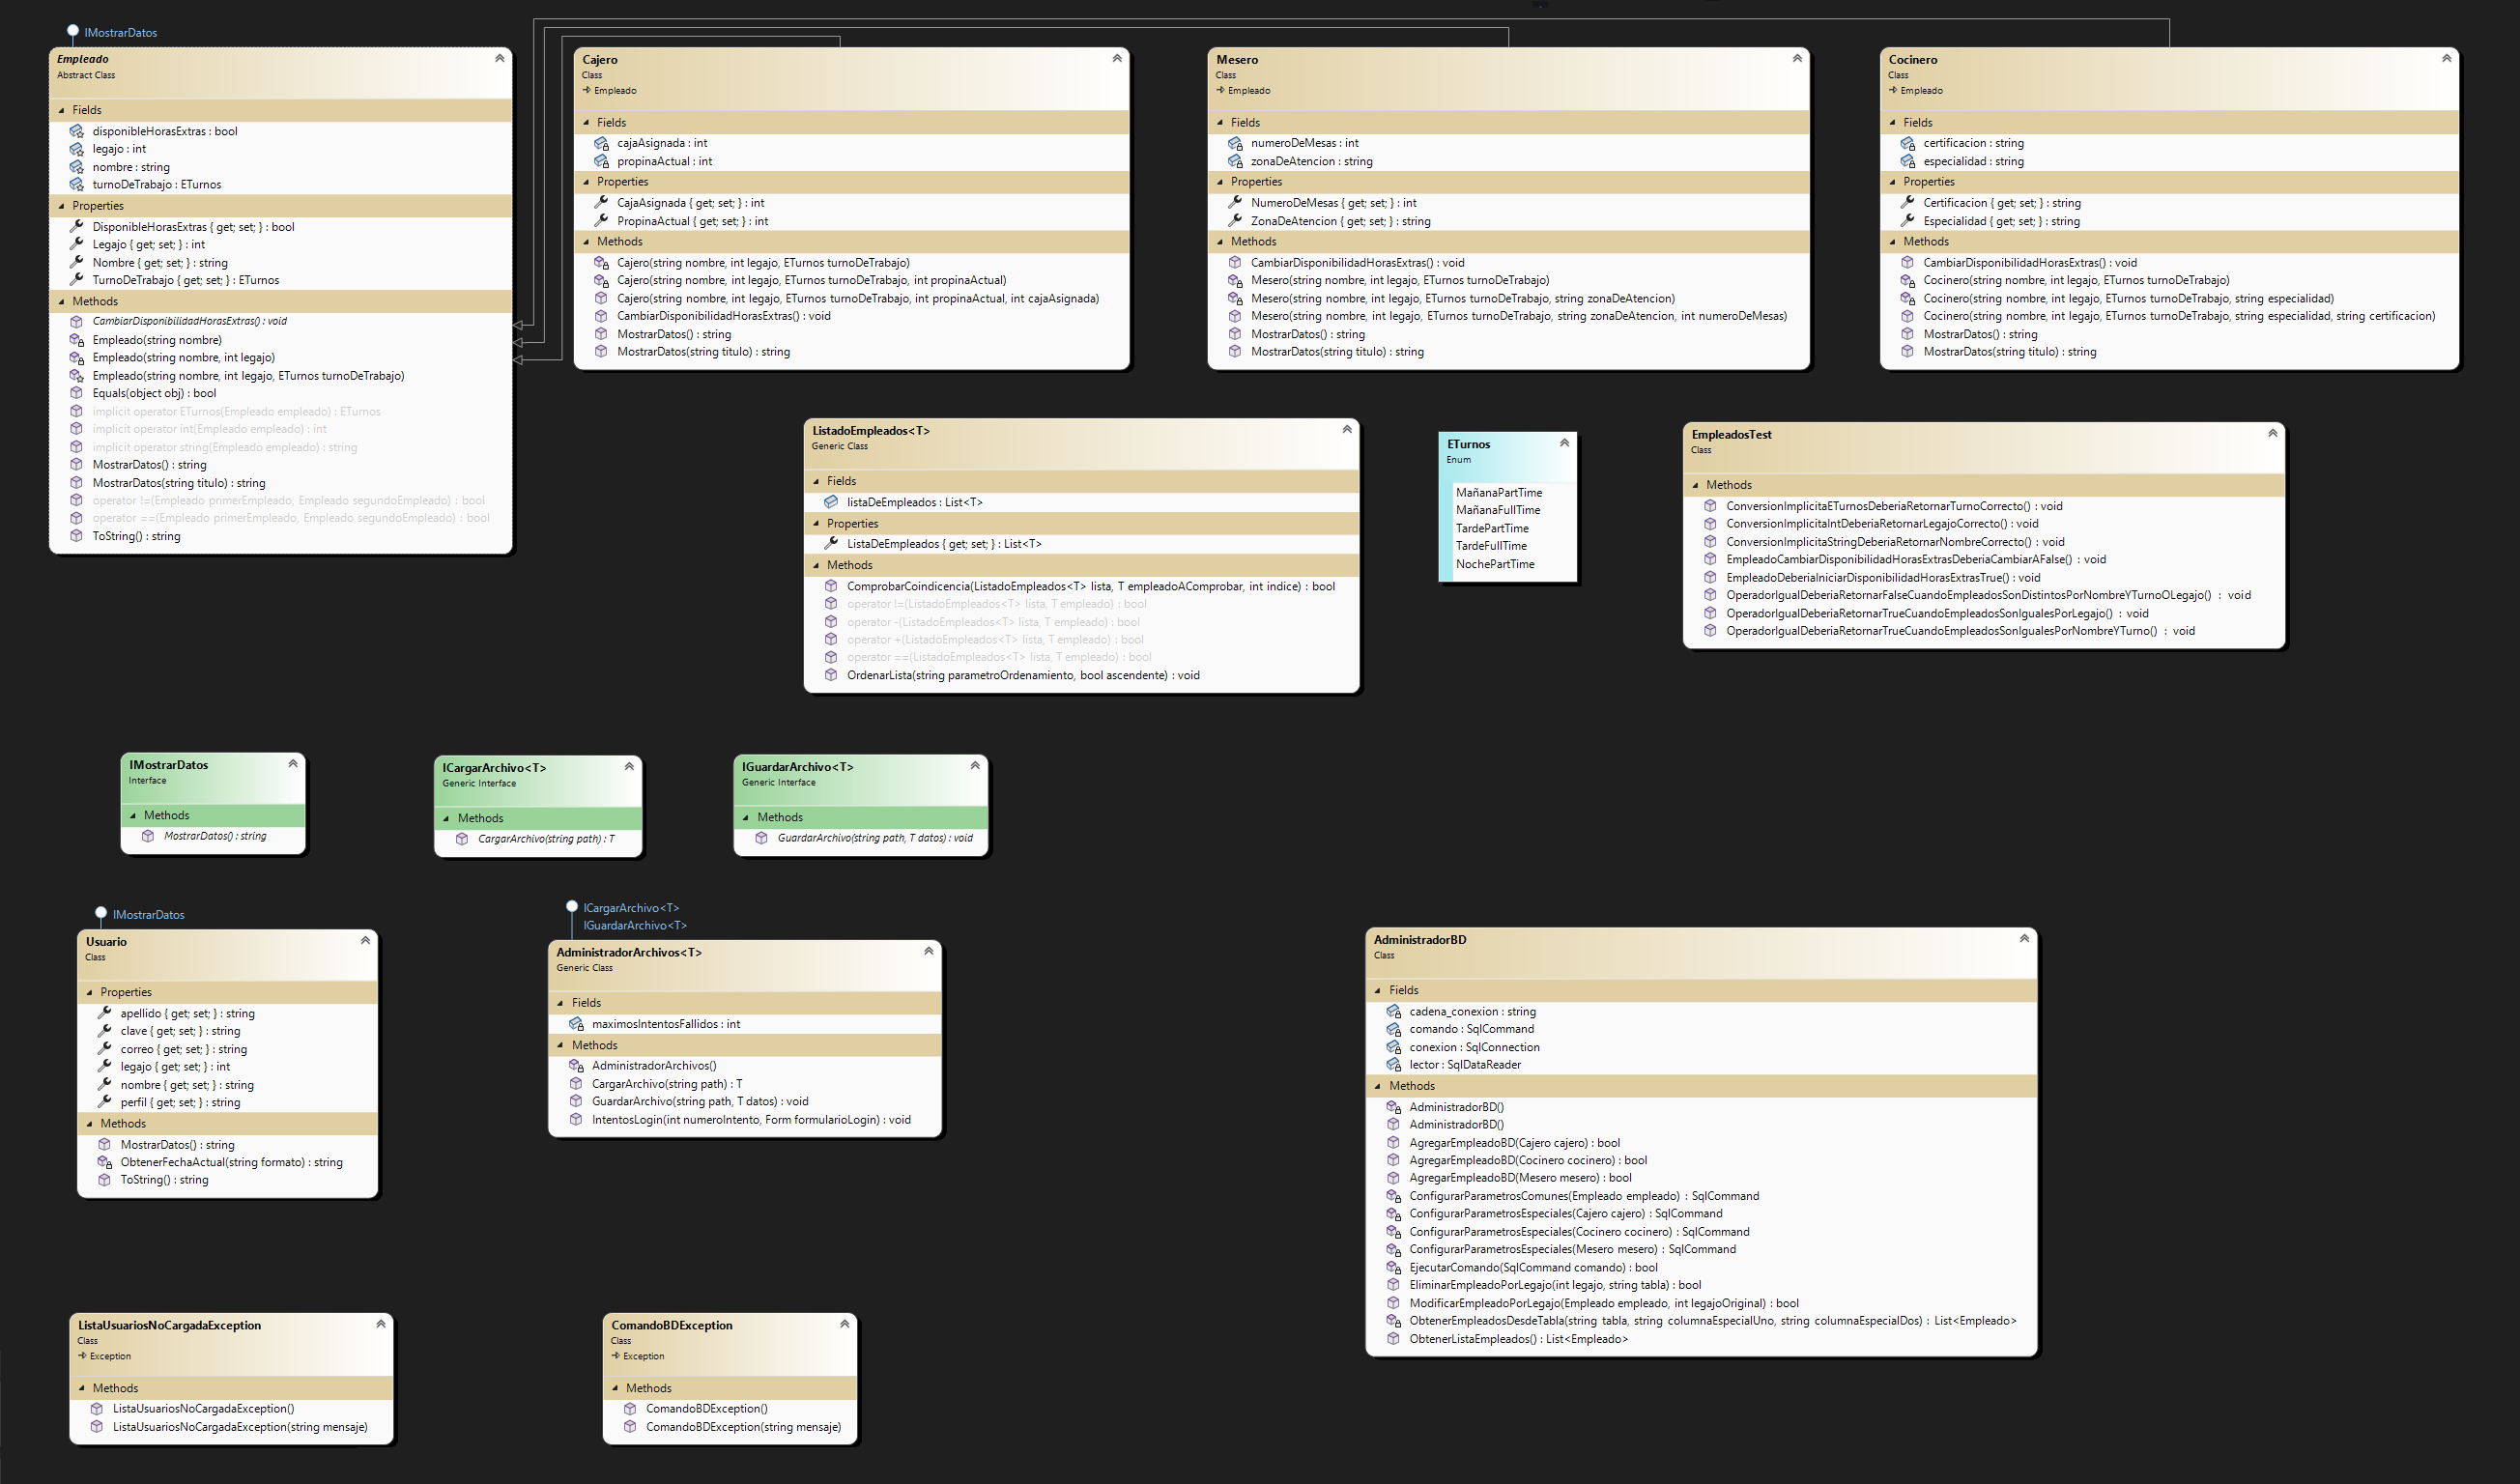 IMostrarDatos
Empleado
Abstract Class
Fields
disponibleHorasExtras : bool
legajo : int
nombre : string
turnoDeTrabajo : ETurnos
Properties
DisponibleHorasExtras { get; set; } : bool
Legajo { get; set; } : int
Nombre { get; set; } : string
TurnoDeTrabajo { get; set; } : ETurnos
Methods
CambiarDisponibilidadHorasExtras() : void
Empleado(string nombre)
Empleado(string nombre, int legajo)
Empleado(string nombre, int legajo, ETurnos turnoDeTrabajo)
Equals(object obj) : bool
implicit operator ETurnos(Empleado empleado) : ETurnos
implicit operator int(Empleado empleado) : int
implicit operator string(Empleado empleado) : string
MostrarDatos() : string
MostrarDatos(string titulo) : string
operator !=(Empleado primerEmpleado, Empleado segundoEmpleado) : bool
operator ==(Empleado primerEmpleado, Empleado segundoEmpleado) : bool
ToString() : string
Cajero
Class
Empleado
Fields
cajaAsignada : int
propinaActual : int
Properties
CajaAsignada { get; set; } : int
PropinaActual { get; set; } : int
Methods
Cajero(string nombre, int legajo, ETurnos turnoDeTrabajo)
Cajero(string nombre, int legajo, ETurnos turnoDeTrabajo, int propinaActual)
Cajero(string nombre, int legajo, ETurnos turnoDeTrabajo, int propinaActual, int cajaAsignada)
CambiarDisponibilidadHorasExtras() : void
MostrarDatos() : string
MostrarDatos(string titulo) : string
Mesero
Class
Empleado
Fields
numeroDeMesas : int
zonaDeAtencion : string
Properties
NumeroDeMesas { get; set; } : int
ZonaDeAtencion { get; set; } : string
Methods
CambiarDisponibilidadHorasExtras() : void
Mesero(string nombre, int legajo, ETurnos turnoDeTrabajo)
Mesero(string nombre, int legajo, ETurnos turnoDeTrabajo, string zonaDeAtencion)
Mesero(string nombre, int legajo, ETurnos turnoDeTrabajo, string zonaDeAtencion, int numeroDeMesas)
MostrarDatos() : string
MostrarDatos(string titulo) : string
Cocinero
Class
Empleado
Fields
certificacion : string
especialidad : string
Properties
Certificacion { get; set; } : string
Especialidad { get; set; } : string
Methods
CambiarDisponibilidadHorasExtras() : void
Cocinero(string nombre, int legajo, ETurnos turnoDeTrabajo)
Cocinero(string nombre, int legajo, ETurnos turnoDeTrabajo, string especialidad)
Cocinero(string nombre, int legajo, ETurnos turnoDeTrabajo, string especialidad, string certificacion)
MostrarDatos() : string
MostrarDatos(string titulo) : string
ListadoEmpleados<T>
Generic Class
Fields
listaDeEmpleados : List<T>
Properties
ListaDeEmpleados { get; set; } : List<T>
Methods
ComprobarCoindicencia(ListadoEmpleados<T> lista, T empleadoAComprobar, int indice) : bool
operator !=(ListadoEmpleados<T> lista, T empleado) : bool
operator -(ListadoEmpleados<T> lista, T empleado) : bool
operator +(ListadoEmpleados<T> lista, T empleado) : bool
operator ==(ListadoEmpleados<T> lista, T empleado) : bool
OrdenarLista(string parametroOrdenamiento, bool ascendente) : void
ETurnos
Enum
MañanaPartTime
MañanaFullTime
TardePartTime
TardeFullTime
NochePartTime
EmpleadosTest
Class
Methods
ConversionImplicitaETurnosDeberiaRetornarTurnoCorrecto() : void
ConversionImplicitaIntDeberiaRetornarLegajoCorrecto() : void
ConversionImplicitaStringDeberiaRetornarNombreCorrecto() : void
EmpleadoCambiarDisponibilidadHorasExtrasDeberiaCambiarAFalse() : void
EmpleadoDeberiaIniciarDisponibilidadHorasExtrasTrue() : void
OperadorIgualDeberiaRetornarFalseCuandoEmpleadosSonDistintosPorNombreYTurnoOLegajo() : void
OperadorIgualDeberiaRetornarTrueCuandoEmpleadosSonIgualesPorLegajo() : void
OperadorIgualDeberiaRetornarTrueCuandoEmpleadosSonIgualesPorNombreYTurno() : void
IMostrarDatos
Interface
Methods
MostrarDatos() : string
ICargarArchivo<T>
Generic Interface
Methods
CargarArchivo(string path) : T
IGuardarArchivo<T>
Generic Interface
Methods
GuardarArchivo(string path, T datos) : void
IMostrarDatos
Usuario
Class
Properties
apellido { get; set; } : string
clave { get; set; } : string
correo { get; set; } : string
legajo { get; set; } : int
nombre { get; set; } : string
perfil { get; set; } : string
Methods
MostrarDatos() : string
ObtenerFechaActual(string formato) : string
ToString() : string
ICargarArchivo<T>
IGuardarArchivo<T>
AdministradorArchivos<T>
Generic Class
Fields
maximosIntentosFallidos : int
Methods
AdministradorArchivos()
CargarArchivo(string path) : T
GuardarArchivo(string path, T datos) : void
IntentosLogin(int numeroIntento, Form formularioLogin) : void
AdministradorBD
Class
Fields
cadena_conexion : string
comando : SqlCommand
conexion : SqlConnection
lector : SqlDataReader
Methods
AdministradorBD()
AdministradorBD()
AgregarEmpleadoBD(Cajero cajero) : bool
AgregarEmpleadoBD(Cocinero cocinero) : bool
AgregarEmpleadoBD(Mesero mesero) : bool
ConfigurarParametrosComunes(Empleado empleado) : SqlCommand
ConfigurarParametrosEspeciales(Cajero cajero) : SqlCommand
ConfigurarParametrosEspeciales(Cocinero cocinero) : SqlCommand
ConfigurarParametrosEspeciales(Mesero mesero) : SqlCommand
EjecutarComando(SqlCommand comando) : bool
EliminarEmpleadoPorLegajo(int legajo, string tabla) : bool
ModificarEmpleadoPorLegajo(Empleado empleado, int legajoOriginal) : bool
ObtenerEmpleadosDesdeTabla(string tabla, string columnaEspecialUno, string columnaEspecialDos) : List<Empleado>
ObtenerListaEmpleados() : List<Empleado>
ListaUsuariosNoCargadaException
Class
Exception
Methods
ListaUsuariosNoCargadaException()
ListaUsuariosNoCargadaException(string mensaje)
ComandoBDException
Class
Exception
Methods
ComandoBDException()
ComandoBDException(string mensaje)